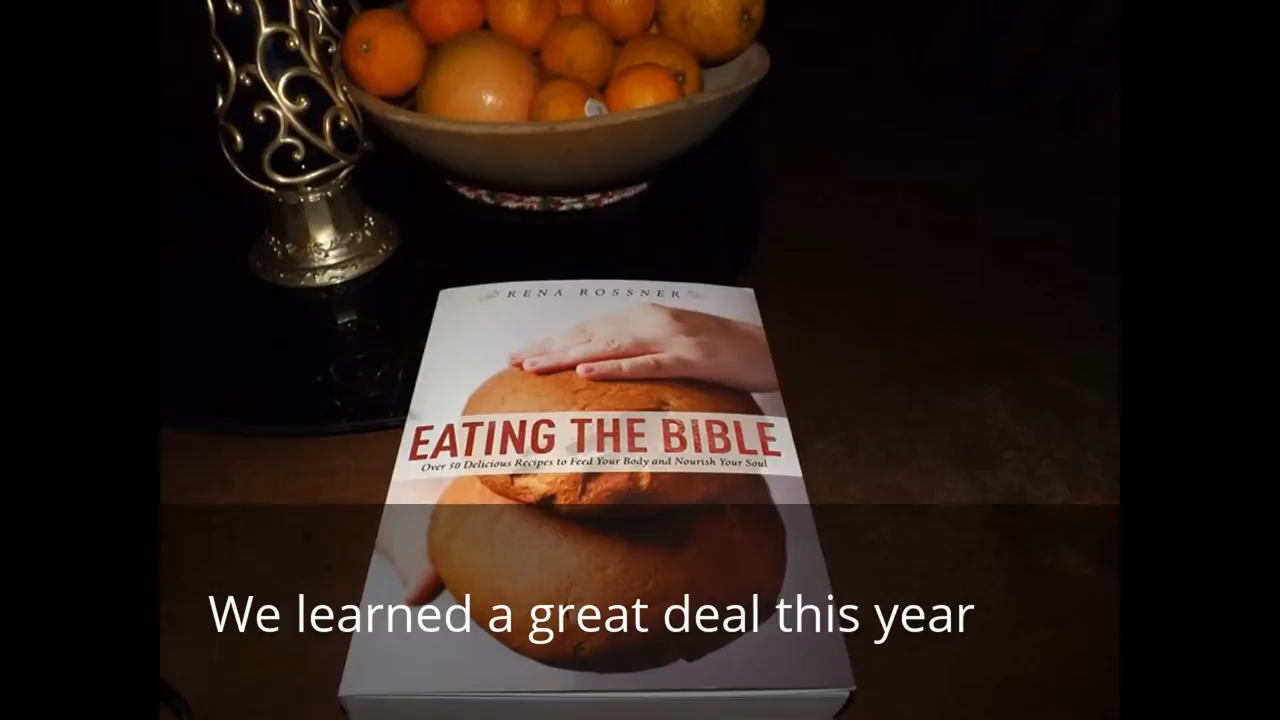 RENA ROSSNER
EATING THE BIBLE
Over 50 Delicious Recipes to Feed Your Body and Nourish Your Soul
We learned a great deal this year